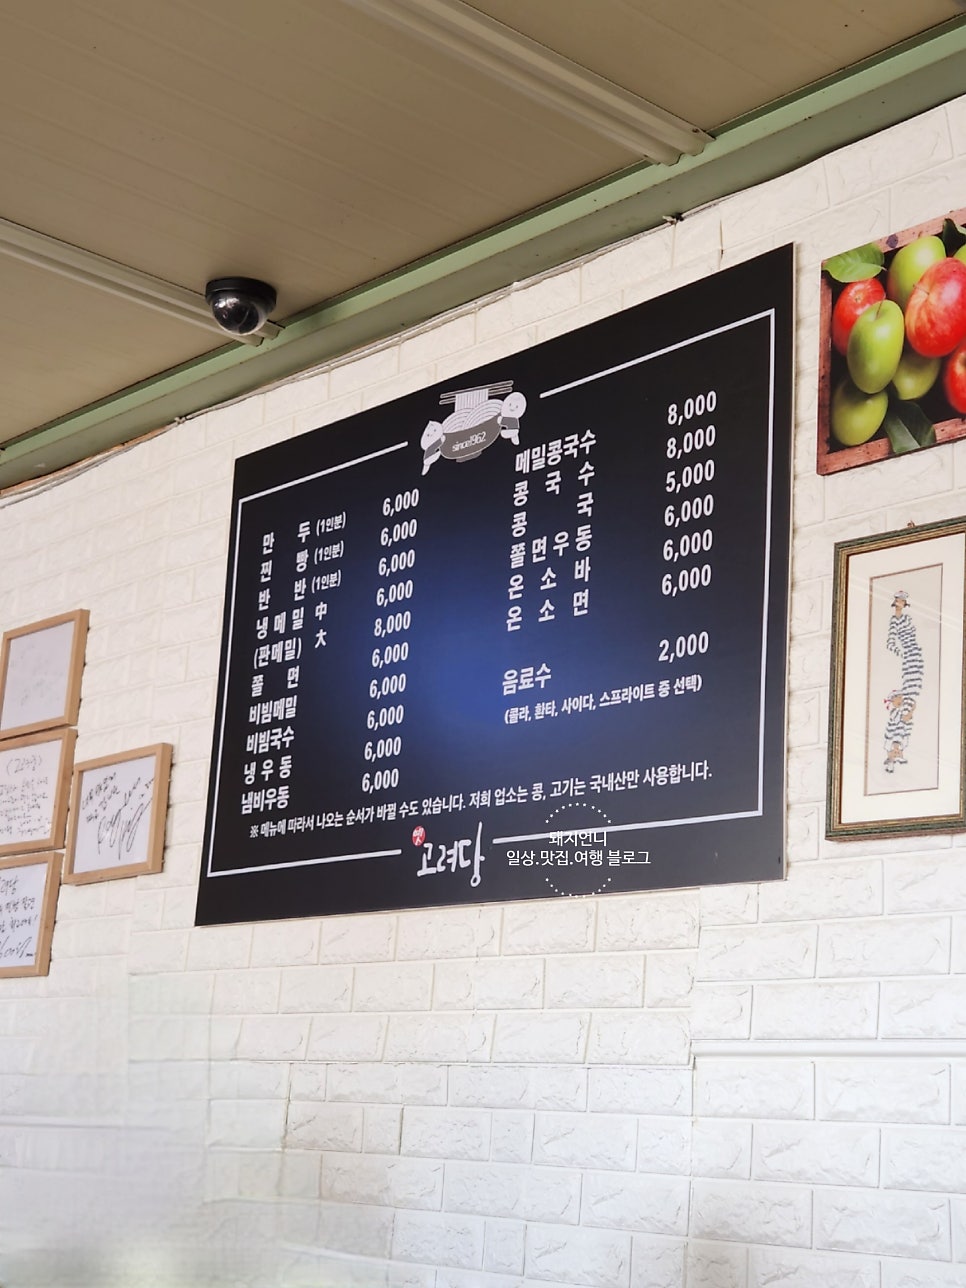 since1962
만 두 (1인분) 6,000
찐 빵 (1인분) 6,000
반 반 (1인분) 6,000
냉 메 밀 中 6,000
(판메밀) 大 8,000
쫄 면 6,000
비빔메밀 6,000
비빔국수 6,000
냉 우 동 6,000
냄비우동 6,000
메밀콩국수 8,000
콩 국 수 8,000
콩 국 5,000
쫄 면 우 동 6,000
온 소 바 6,000
온 소 면 6,000
음료수 2,000
(콜라, 환타, 사이다, 스프라이트 중 선택)
※ 메뉴에 따라서 나오는 순서가 바뀔 수도 있습니다. 저희 업소는 콩, 고기는 국내산만 사용합니다.
옛 고려당
돼지언니
일상.맛집.여행 블로그